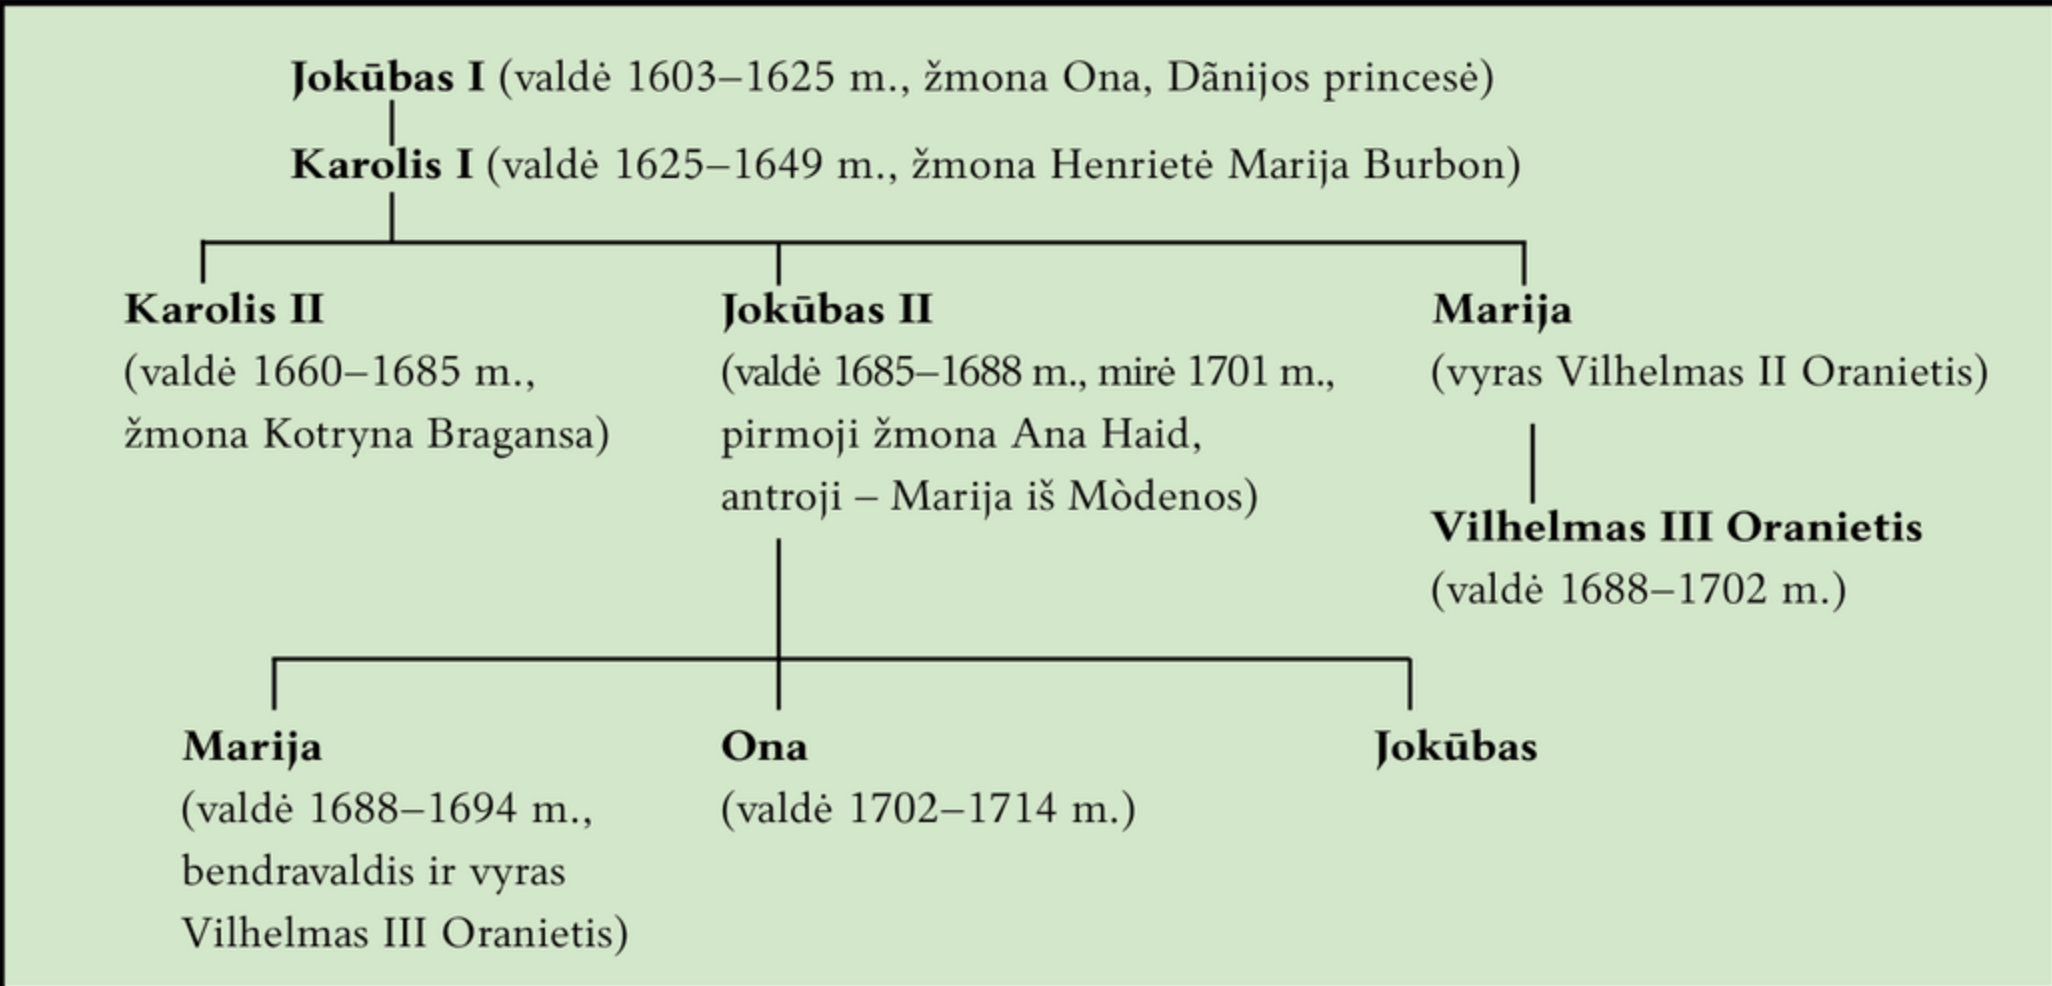 Jokūbas I (valdė 1603–1625 m., žmona Ona, Dãnijos princesė)
Karolis I (valdė 1625–1649 m., žmona Henrietė Marija Burbon)
Karolis II
(valdė 1660–1685 m.,
žmona Kotryna Bragansa)
Jokūbas II
(valdė 1685–1688 m., mirė 1701 m.,
pirmoji žmona Ana Haid,
antroji – Marija iš Mòdenos)
Marija
(vyras Vilhelmas II Oranietis)
Vilhelmas III Oranietis
(valdė 1688–1702 m.)
Marija
(valdė 1688–1694 m.,
bendravaldis ir vyras
Vilhelmas III Oranietis)
Ona
(valdė 1702–1714 m.)
Jokūbas